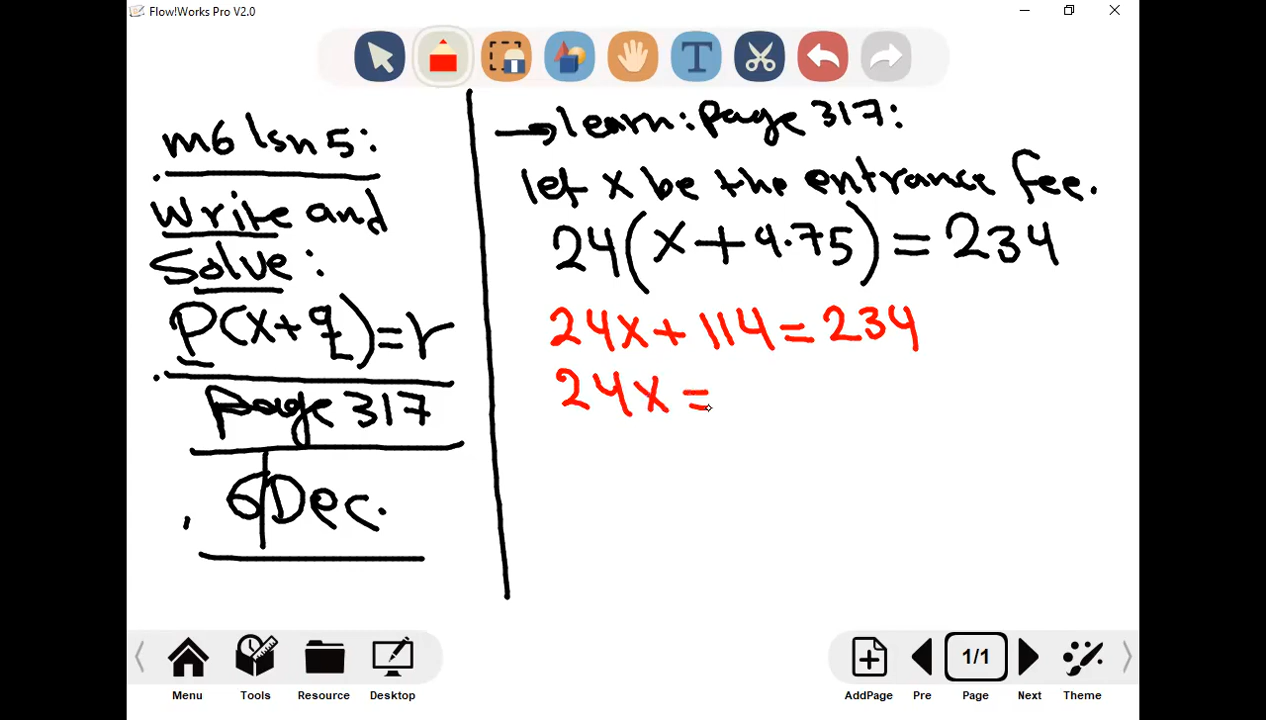 Flow!Works Pro V2.0
T
m6 lsn 5:
Write and
Solve:
P(x+q)=r
page 317
6 Dec.
→ learn: page 317:
let x be the entrance fee.
24(x+4.75)=234
24x+114=234
24x=
Menu Tools Resource Desktop
1/1
AddPage Pre Page Next Theme